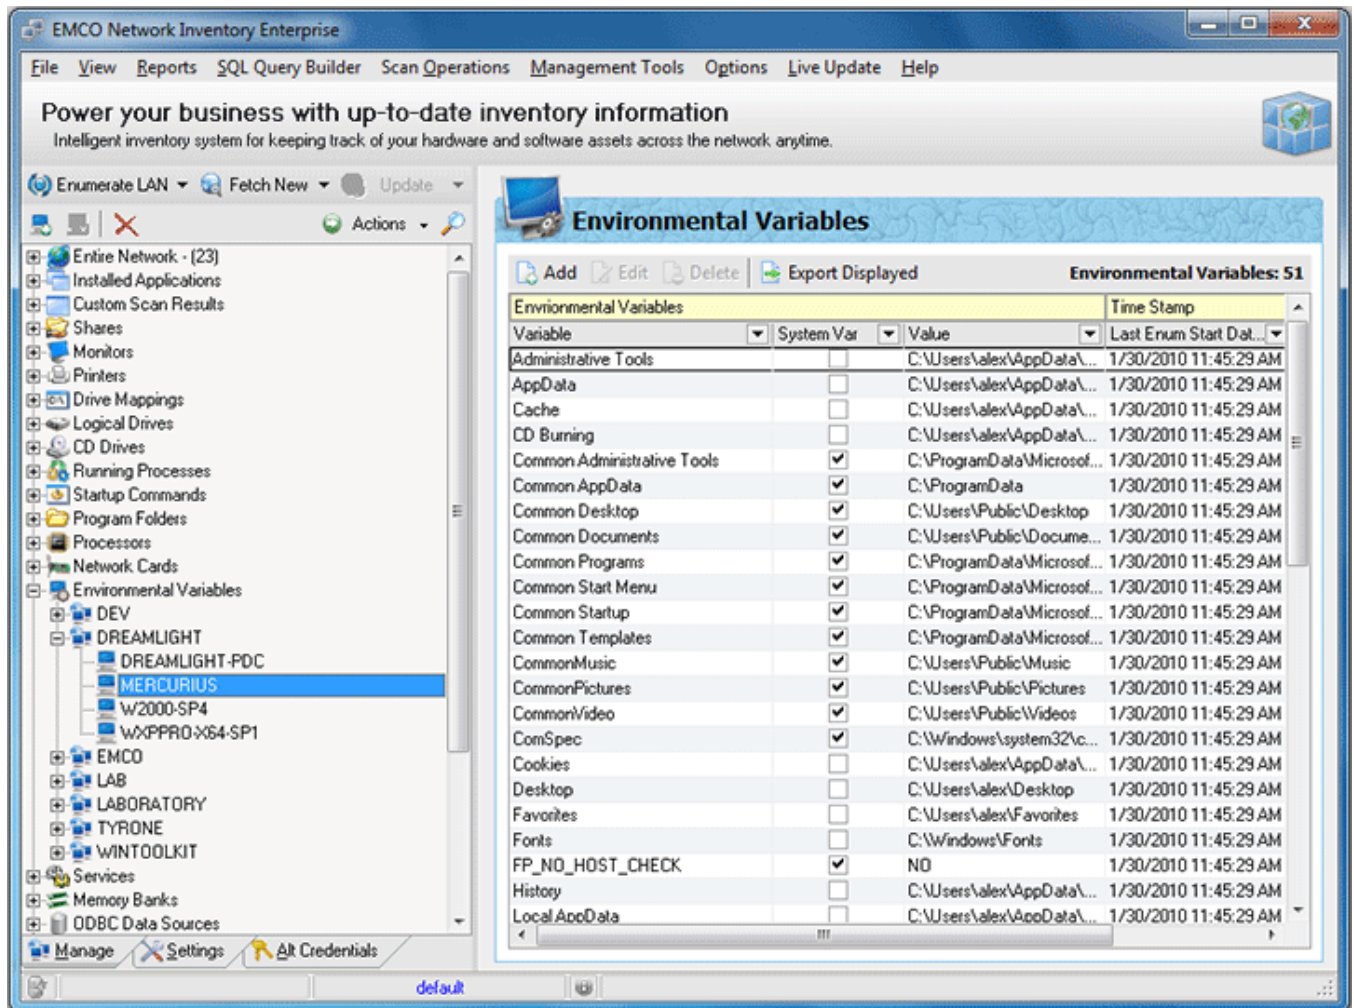 EMCO Network Inventory Enterprise
File View Reports SQL Query Builder Scan Operations Management Tools Options Live Update Help
Power your business with up-to-date inventory information
Intelligent inventory system for keeping track of your hardware and software assets across the network anytime.
Enumerate LAN Fetch New Update
Actions
Entire Network - (23)
Installed Applications
Custom Scan Results
Shares
Monitors
Printers
Drive Mappings
Logical Drives
CD Drives
Running Processes
Startup Commands
Program Folders
Processors
Network Cards
Environmental Variables
DEV
DREAMLIGHT
DREAMLIGHT-PDC
MERCURIUS
W2000-SP4
WXPPRO-X64-SP1
EMCO
LAB
LABORATORY
TYRONE
WINTOOLKIT
Services
Memory Banks
ODBC Data Sources
Manage Settings Alt Credentials
default
Environmental Variables
Add Edit Delete Export Displayed Environmental Variables: 51
Envrionmental Variables Time Stamp
Variable System Var Value Last Enum Start Dat...
Administrative Tools C:\Users\alex\AppData\... 1/30/2010 11:45:29 AM
AppData C:\Users\alex\AppData\... 1/30/2010 11:45:29 AM
Cache C:\Users\alex\AppData\... 1/30/2010 11:45:29 AM
CD Burning C:\Users\alex\AppData\... 1/30/2010 11:45:29 AM
Common Administrative Tools C:\ProgramData\Microsof... 1/30/2010 11:45:29 AM
Common AppData C:\ProgramData 1/30/2010 11:45:29 AM
Common Desktop C:\Users\Public\Desktop 1/30/2010 11:45:29 AM
Common Documents C:\Users\Public\Docume... 1/30/2010 11:45:29 AM
Common Programs C:\ProgramData\Microsof... 1/30/2010 11:45:29 AM
Common Start Menu C:\ProgramData\Microsof... 1/30/2010 11:45:29 AM
Common Startup C:\ProgramData\Microsof... 1/30/2010 11:45:29 AM
Common Templates C:\ProgramData\Microsof... 1/30/2010 11:45:29 AM
CommonMusic C:\Users\Public\Music 1/30/2010 11:45:29 AM
CommonPictures C:\Users\Public\Pictures 1/30/2010 11:45:29 AM
CommonVideo C:\Users\Public\Videos 1/30/2010 11:45:29 AM
ComSpec C:\Windows\system32\c... 1/30/2010 11:45:29 AM
Cookies C:\Users\alex\AppData\... 1/30/2010 11:45:29 AM
Desktop C:\Users\alex\Desktop 1/30/2010 11:45:29 AM
Favorites C:\Users\alex\Favorites 1/30/2010 11:45:29 AM
Fonts C:\Windows\Fonts 1/30/2010 11:45:29 AM
FP_NO_HOST_CHECK NO 1/30/2010 11:45:29 AM
History C:\Users\alex\AppData\... 1/30/2010 11:45:29 AM
Local AppData C:\Users\alex\AppData\... 1/30/2010 11:45:29 AM